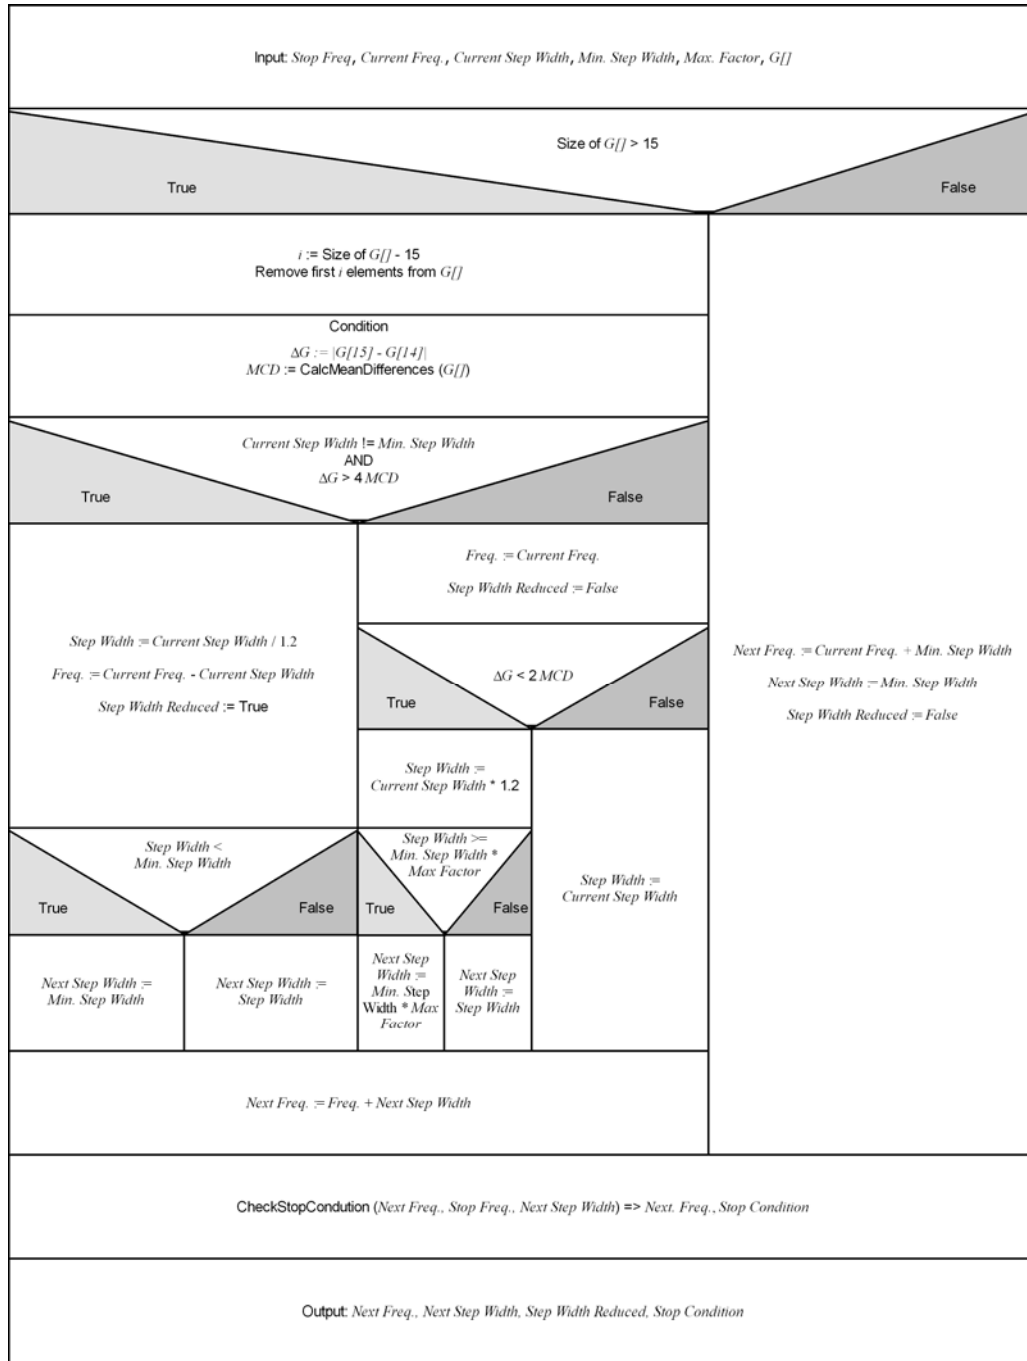 Input: Stop Freq, Current Freq., Current Step Width, Min. Step Width, Max. Factor, G[]
Size of G[] > 15
True
False
i := Size of G[] - 15
Remove first i elements from G[]
Condition
ΔG := |G[15] - G[14]|
MCD := CalcMeanDifferences (G[])
Current Step Width != Min. Step Width
AND
ΔG > 4 MCD
True
False
Step Width := Current Step Width / 1.2
Freq. := Current Freq. - Current Step Width
Step Width Reduced := True
Freq. := Current Freq.
Step Width Reduced := False
ΔG < 2 MCD
True
False
Next Freq. := Current Freq. + Min. Step Width
Next Step Width := Min. Step Width
Step Width Reduced := False
Step Width :=
Current Step Width * 1.2
Step Width <
Min. Step Width
True
False
Step Width >=
Min. Step Width *
Max Factor
True
False
Step Width :=
Current Step Width
Next Step Width :=
Min. Step Width
Next Step Width :=
Step Width
Next Step
Width :=
Min. Step
Width * Max
Factor
Next Step
Width :=
Step Width
Next Freq. := Freq. + Next Step Width
CheckStopCondution (Next Freq., Stop Freq., Next Step Width) => Next. Freq., Stop Condition
Output: Next Freq., Next Step Width, Step Width Reduced, Stop Condition